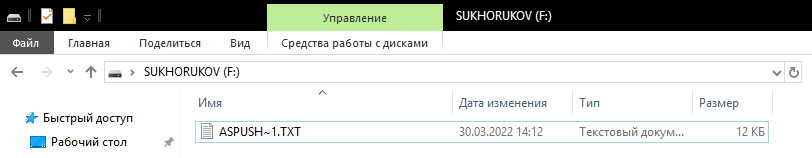 Управление SUKHORUKOV (F:)
Файл Главная Поделиться Вид Средства работы с дисками
SUKHORUKOV (F:)
Имя Дата изменения Тип Размер
Быстрый доступ
ASPUSH~1.TXT 30.03.2022 14:12 Текстовый докум... 12 КБ
Рабочий стол